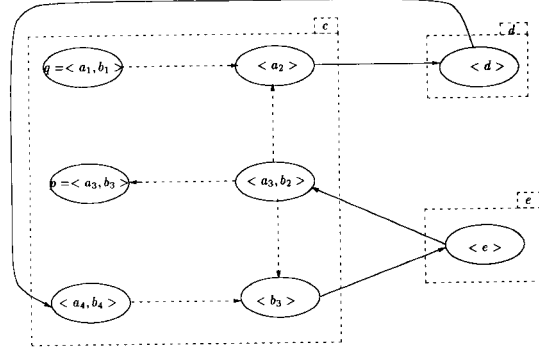 c
d
q =< a₁, b₁ >
< a₂ >
< d >
p =< a₃, b₃ >
< a₃, b₂ >
e
< e >
< a₄, b₄ >
< b₃ >